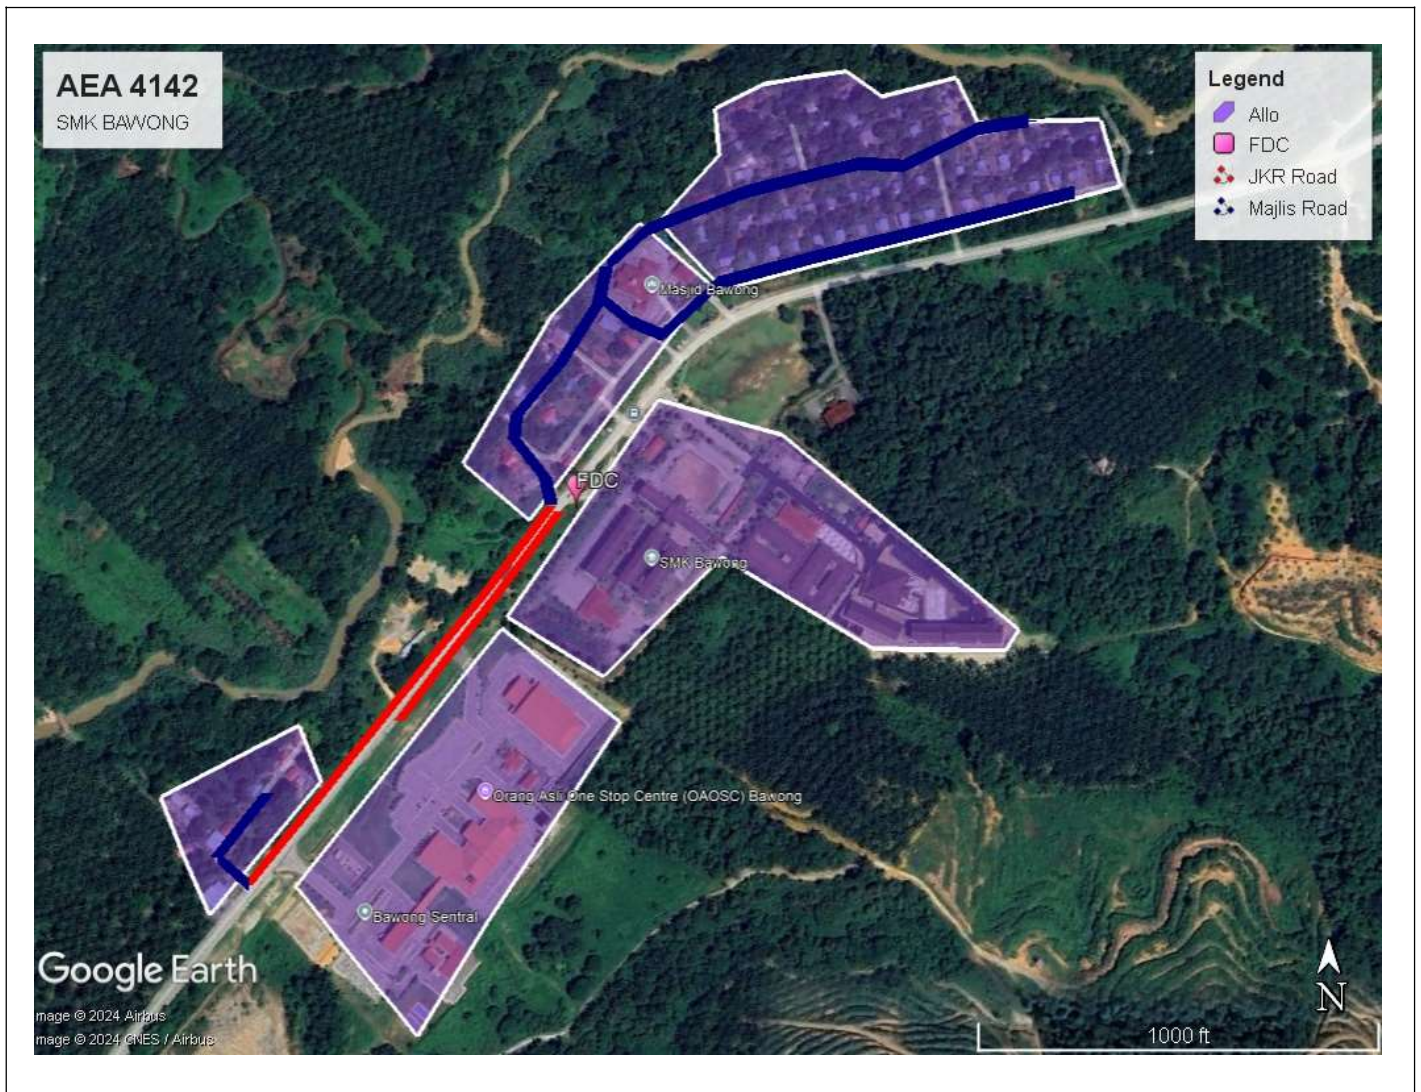 AEA 4142
SMK BAWONG
Legend
Allo
FDC
JKR Road
Majlis Road
Masjid Bawong
FDC
SMK Bawong
Orang Asli One Stop Centre (OAOSC) Bawong
Bawong Sentral
Google Earth
mage © 2024 Airbus
mage © 2024 CNES / Airbus
N
1000 ft